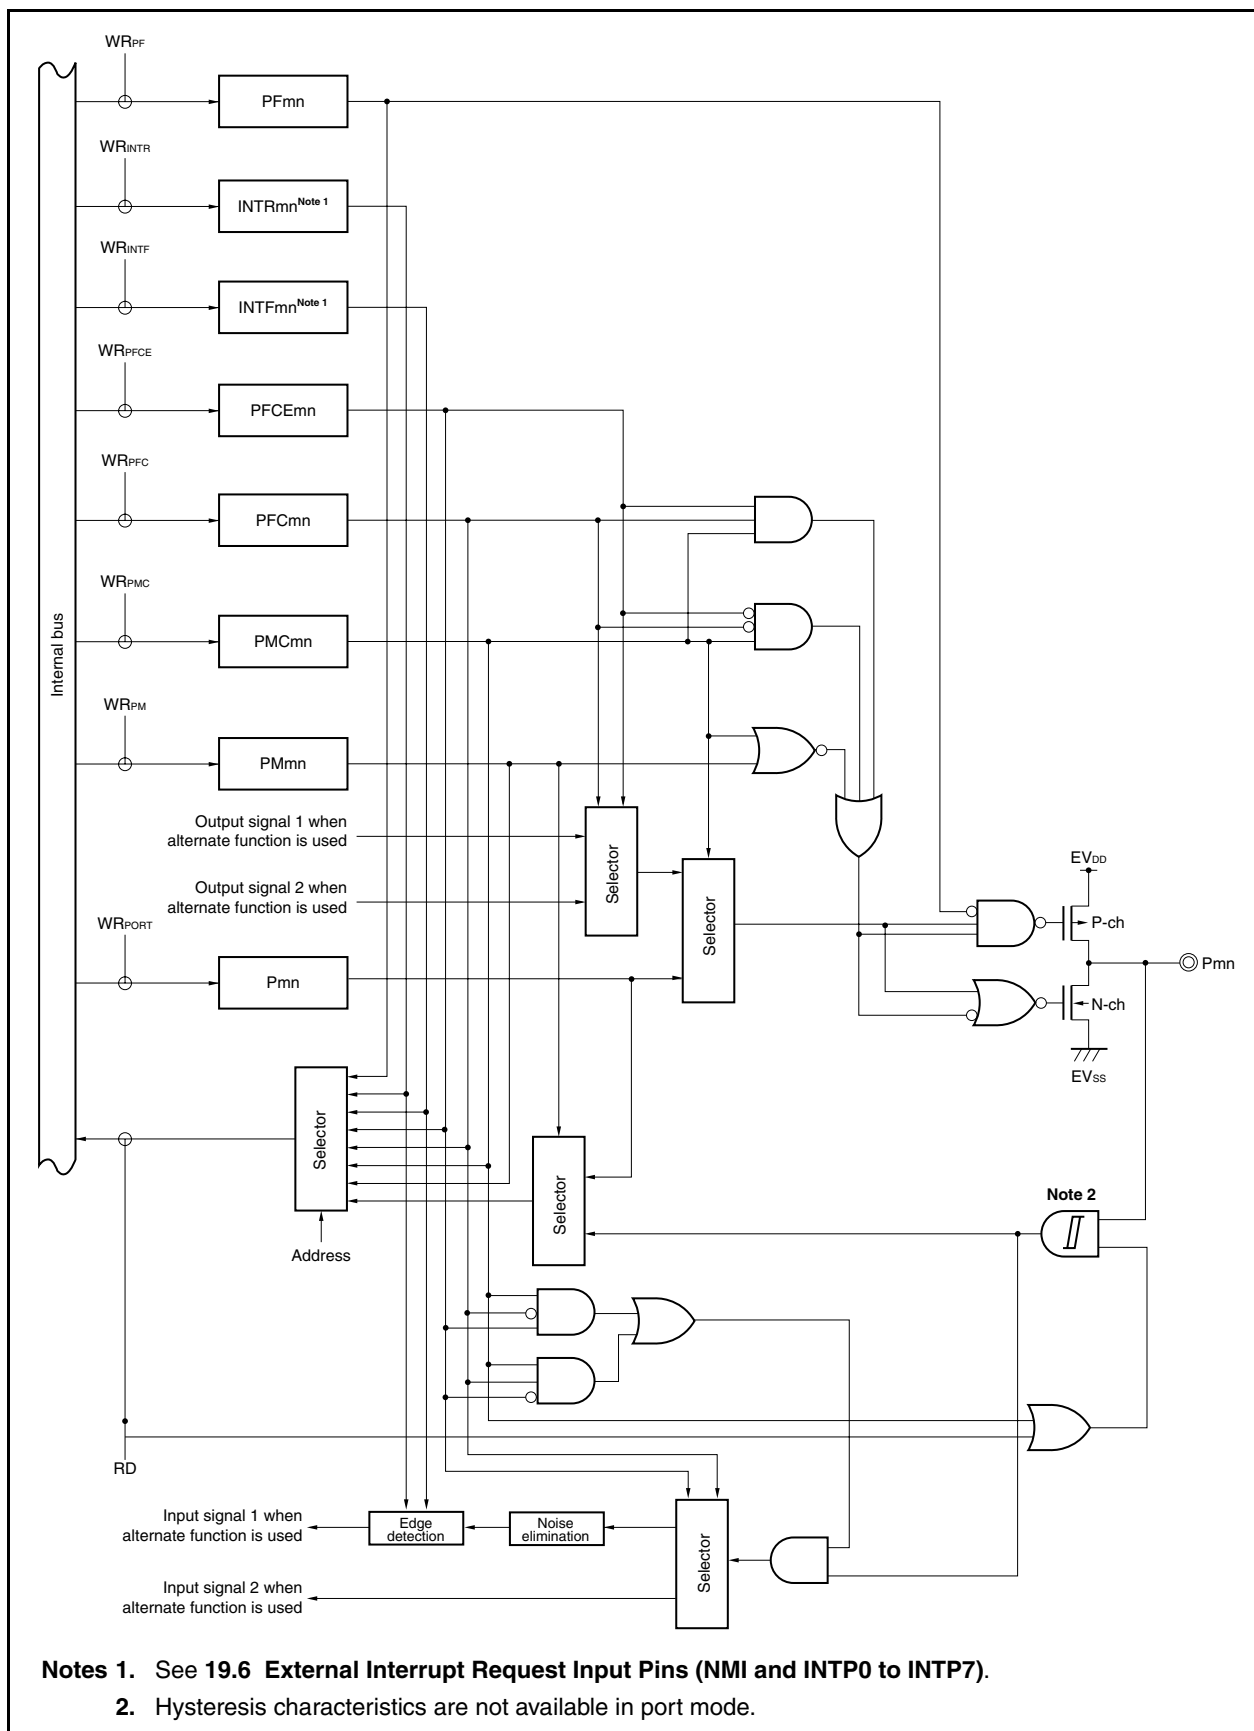 WRPF
PFmn
WRINTR
INTRmnNote 1
WRINTF
INTFmnNote 1
WRPFCE
PFCEmn
WRPFC
PFCmn
WRPMC
PMCmn
Internal bus
WRPM
PMmn
Output signal 1 when
alternate function is used
Output signal 2 when
alternate function is used
Selector
Selector
EVDD
P-ch
WRPORT
Pmn
Pmn
N-ch
EVSS
Selector
Address
Selector
Note 2
RD
Input signal 1 when
alternate function is used
Edge
detection
Noise
elimination
Selector
Input signal 2 when
alternate function is used
Notes 1. See 19.6 External Interrupt Request Input Pins (NMI and INTP0 to INTP7).
2. Hysteresis characteristics are not available in port mode.